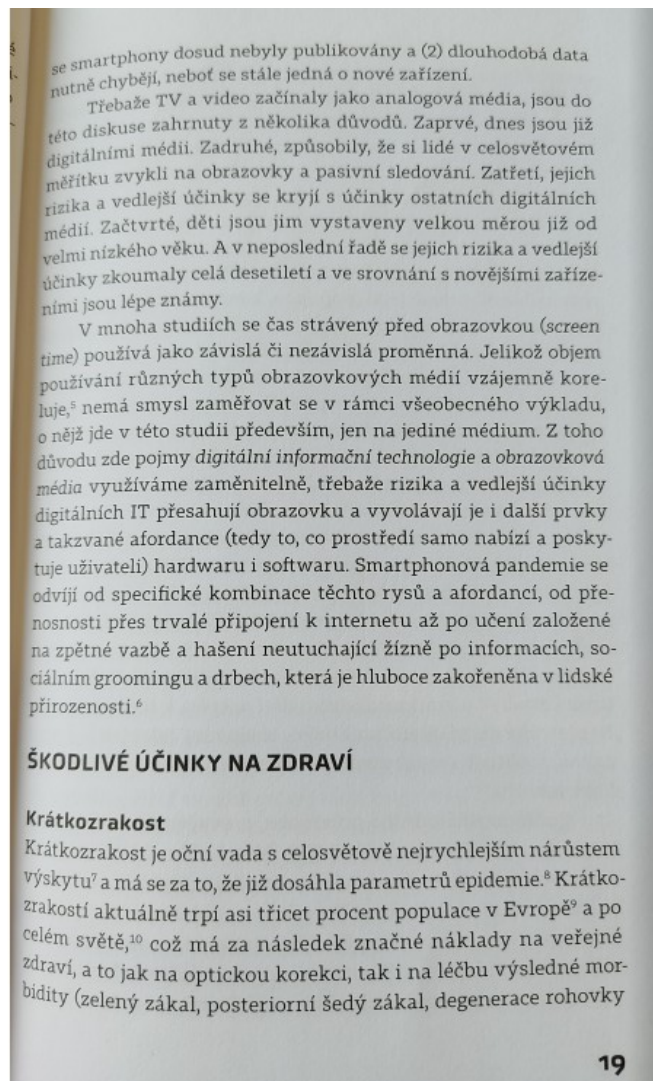 se smartphony dosud nebyly publikovány a (2) dlouhodobá data
nutně chybějí, neboť se stále jedná o nové zařízení.
Třebaže TV a video začínaly jako analogová média, jsou do
této diskuse zahrnuty z několika důvodů. Zaprvé, dnes jsou již
digitálními médii. Zadruhé, způsobily, že si lidé v celosvětovém
měřítku zvykli na obrazovky a pasivní sledování. Zatřetí, jejich
rizika a vedlejší účinky se kryjí s účinky ostatních digitálních
médií. Začtvrté, děti jsou jim vystaveny velkou měrou již od
velmi nízkého věku. A v neposlední řadě se jejich rizika a vedlejší
účinky zkoumaly celá desetiletí a ve srovnání s novějšími zaříze-
ními jsou lépe známy.
V mnoha studiích se čas strávený před obrazovkou (screen
time) používá jako závislá či nezávislá proměnná. Jelikož objem
používání různých typů obrazovkových médií vzájemně kore-
luje,⁵ nemá smysl zaměřovat se v rámci všeobecného výkladu,
o nějž jde v této studii především, jen na jediné médium. Z toho
důvodu zde pojmy digitální informační technologie a obrazovková
média využíváme zaměnitelně, třebaže rizika a vedlejší účinky
digitálních IT přesahují obrazovku a vyvolávají je i další prvky
a takzvané afordance (tedy to, co prostředí samo nabízí a posky-
tuje uživateli) hardwaru i softwaru. Smartphonová pandemie se
odvíjí od specifické kombinace těchto rysů a afordancí, od pře-
nosnosti přes trvalé připojení k internetu až po učení založené
na zpětné vazbě a hašení neutuchající žízně po informacích, so-
ciálním groomingu a drbech, která je hluboce zakořeněna v lidské
přirozenosti.⁶
ŠKODLIVÉ ÚČINKY NA ZDRAVÍ
Krátkozrakost
Krátkozrakost je oční vada s celosvětově nejrychlejším nárůstem
výskytu⁷ a má se za to, že již dosáhla parametrů epidemie.⁸ Krátko-
zrakostí aktuálně trpí asi třicet procent populace v Evropě⁹ a po
celém světě,¹⁰ což má za následek značné náklady na veřejné
zdraví, a to jak na optickou korekci, tak i na léčbu výsledné mor-
bidity (zelený zákal, posteriorní šedý zákal, degenerace rohovky
19